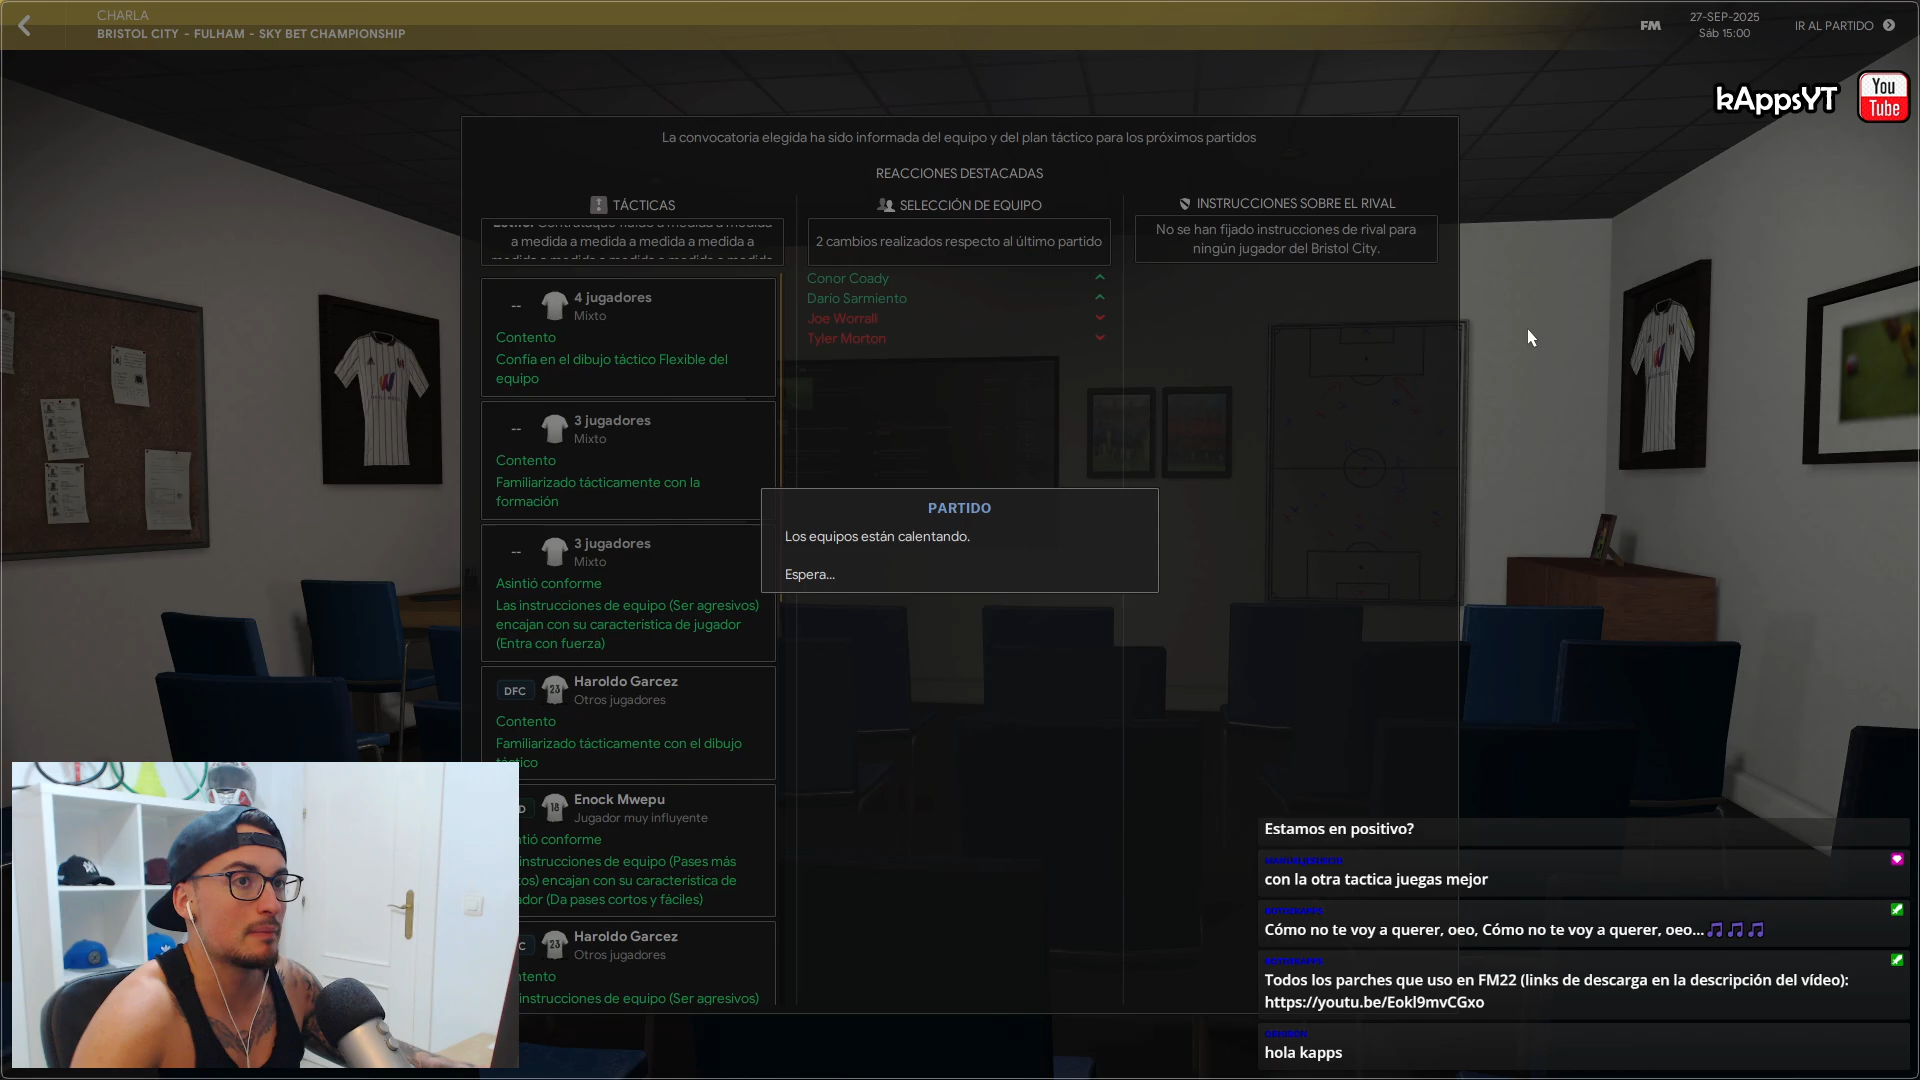 CHARLA
BRISTOL CITY - FULHAM - SKY BET CHAMPIONSHIP
FM
27-SEP-2025
Sáb 15:00
IR AL PARTIDO
kAppsYT
You
Tube
La convocatoria elegida ha sido informada del equipo y del plan táctico para los próximos partidos
REACCIONES DESTACADAS
TÁCTICAS
a medida a medida a medida a medida a
4 jugadores
Mixto
Contento
Confía en el dibujo táctico Flexible del
equipo
3 jugadores
Mixto
Contento
Familiarizado tácticamente con la
formación
3 jugadores
Mixto
Asintió conforme
Las instrucciones de equipo (Ser agresivos)
encajan con su característica de jugador
(Entra con fuerza)
DFC
23
Haroldo Garcez
Otros jugadores
Contento
Familiarizado tácticamente con el dibujo
táctico
18
Enock Mwepu
Jugador muy influyente
ntió conforme
instrucciones de equipo (Pases más
tos) encajan con su característica de
ador (Da pases cortos y fáciles)
23
Haroldo Garcez
Otros jugadores
ntento
instrucciones de equipo (Ser agresivos)
SELECCIÓN DE EQUIPO
2 cambios realizados respecto al último partido
Conor Coady
Darío Sarmiento
Joe Worrall
Tyler Morton
INSTRUCCIONES SOBRE EL RIVAL
No se han fijado instrucciones de rival para
ningún jugador del Bristol City.
PARTIDO
Los equipos están calentando.
Espera...
Estamos en positivo?
con la otra tactica juegas mejor
Cómo no te voy a querer, oeo, Cómo no te voy a querer, oeo...
Todos los parches que uso en FM22 (links de descarga en la descripción del vídeo):
https://youtu.be/Eokl9mvCGxo
hola kapps